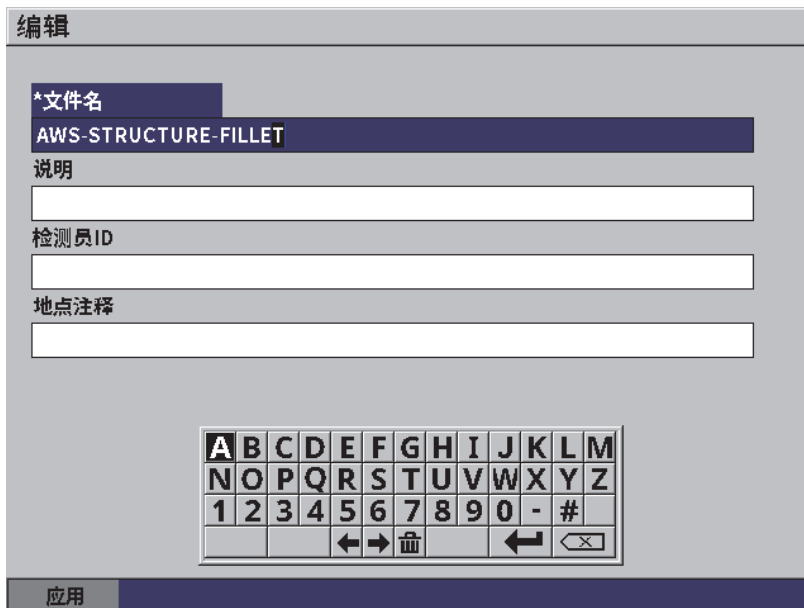 编辑
*文件名
AWS-STRUCTURE-FILLET
说明
检测员ID
地点注释
A B C D E F G H I J K L M
N O P Q R S T U V W X Y Z
1 2 3 4 5 6 7 8 9 0 - #
应用